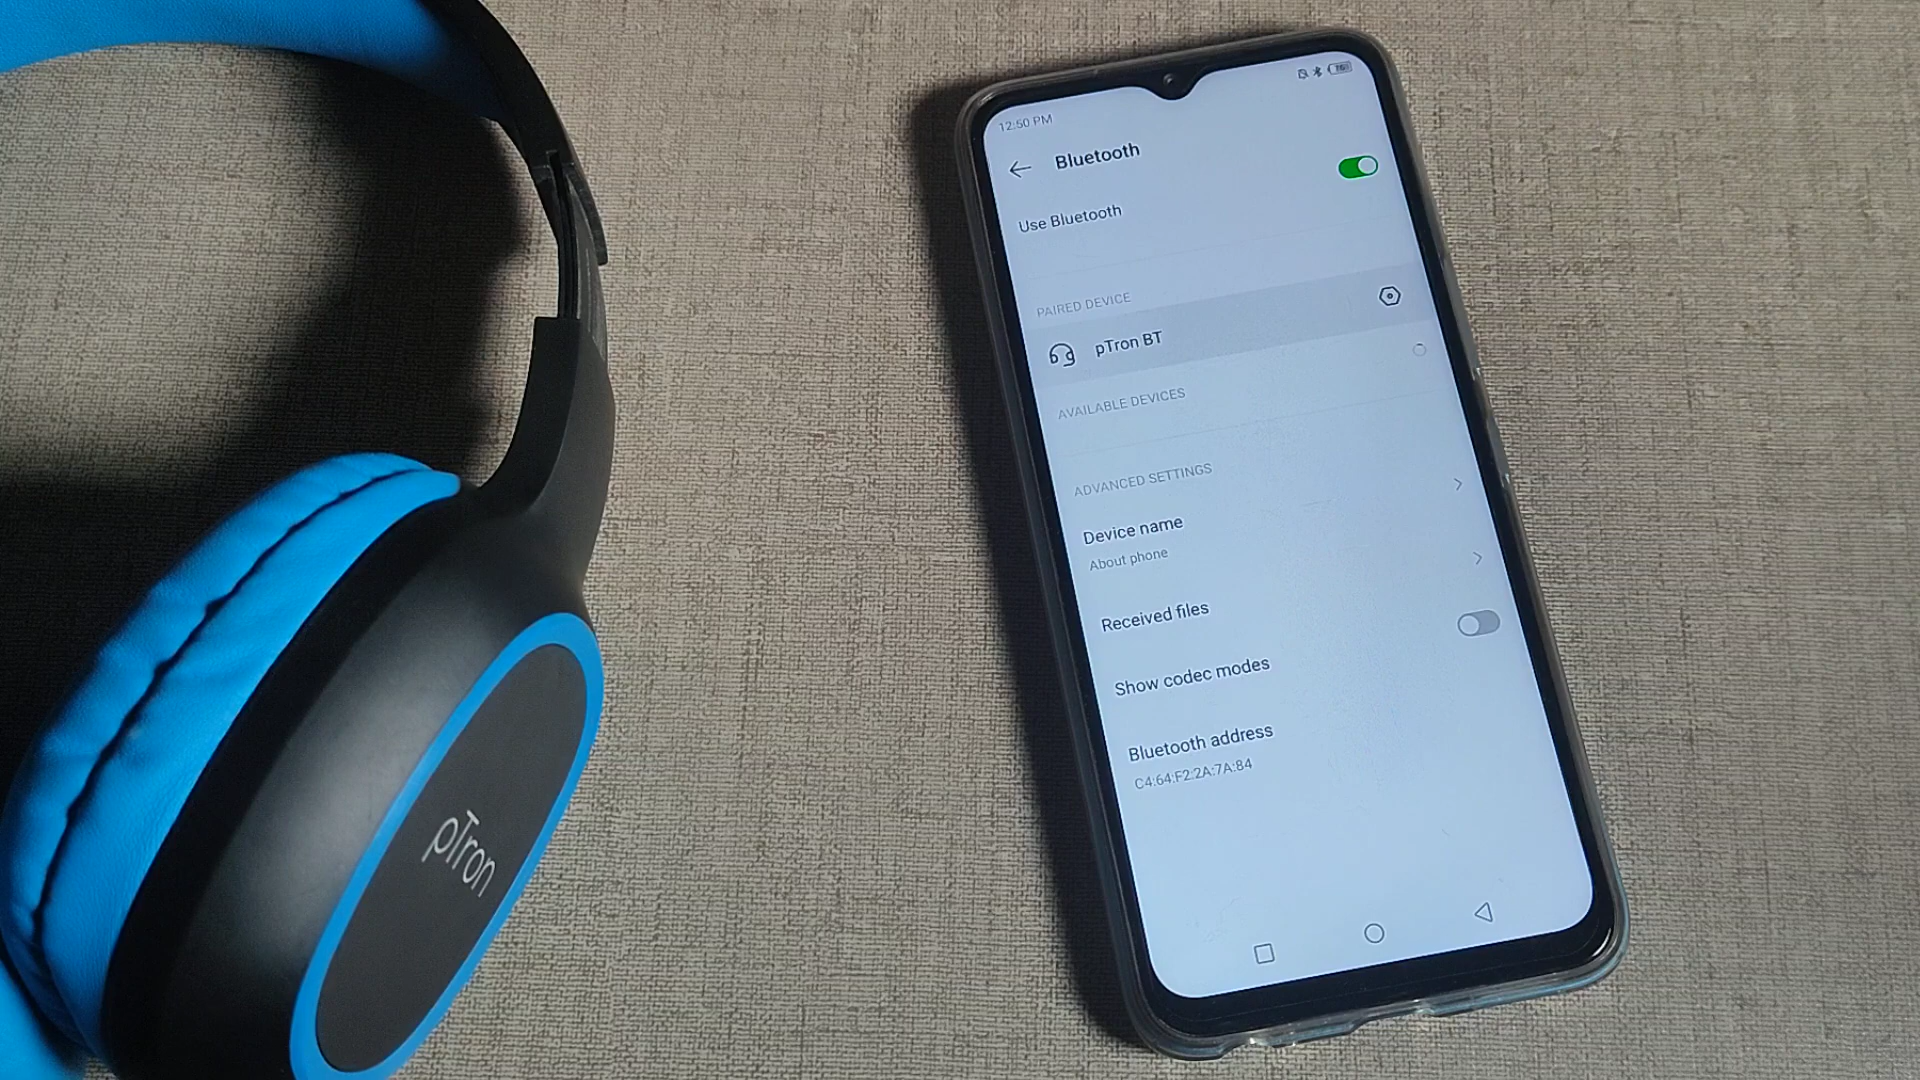 pTron
12:50 PM
Bluetooth
Use Bluetooth
PAIRED DEVICE
pTron BT
AVAILABLE DEVICES
ADVANCED SETTINGS
Device name
About phone
Received files
Show codec modes
Bluetooth address
C4:64:F2:2A:7A:84